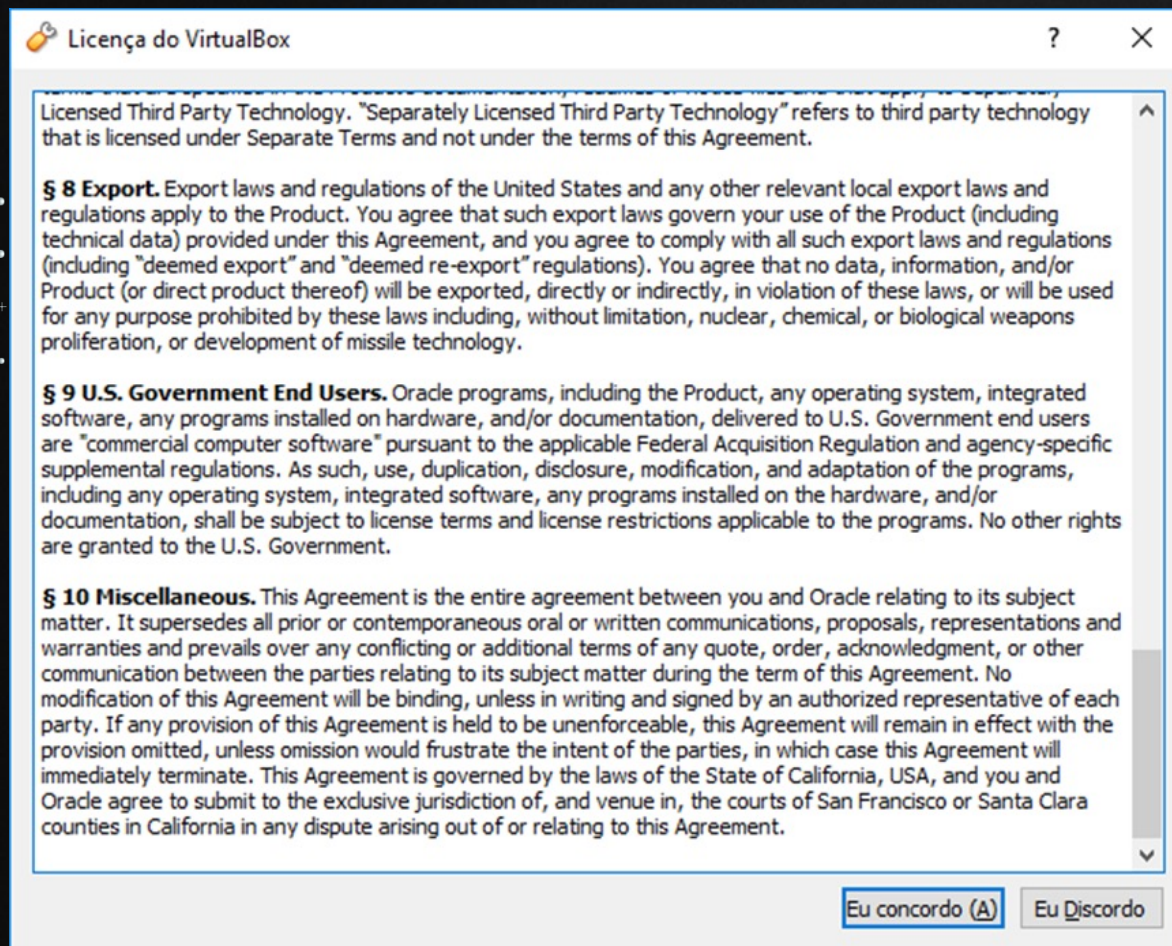 Licença do VirtualBox
?
Licensed Third Party Technology. "Separately Licensed Third Party Technology" refers to third party technology
that is licensed under Separate Terms and not under the terms of this Agreement.
§ 8 Export. Export laws and regulations of the United States and any other relevant local export laws and
regulations apply to the Product. You agree that such export laws govern your use of the Product (including
technical data) provided under this Agreement, and you agree to comply with all such export laws and regulations
(including "deemed export" and "deemed re-export" regulations). You agree that no data, information, and/or
Product (or direct product thereof) will be exported, directly or indirectly, in violation of these laws, or will be used
for any purpose prohibited by these laws including, without limitation, nuclear, chemical, or biological weapons
proliferation, or development of missile technology.
§ 9 U.S. Government End Users. Oracle programs, including the Product, any operating system, integrated
software, any programs installed on hardware, and/or documentation, delivered to U.S. Government end users
are "commercial computer software" pursuant to the applicable Federal Acquisition Regulation and agency-specific
supplemental regulations. As such, use, duplication, disclosure, modification, and adaptation of the programs,
including any operating system, integrated software, any programs installed on the hardware, and/or
documentation, shall be subject to license terms and license restrictions applicable to the programs. No other rights
are granted to the U.S. Government.
§ 10 Miscellaneous. This Agreement is the entire agreement between you and Oracle relating to its subject
matter. It supersedes all prior or contemporaneous oral or written communications, proposals, representations and
warranties and prevails over any conflicting or additional terms of any quote, order, acknowledgment, or other
communication between the parties relating to its subject matter during the term of this Agreement. No
modification of this Agreement will be binding, unless in writing and signed by an authorized representative of each
party. If any provision of this Agreement is held to be unenforceable, this Agreement will remain in effect with the
provision omitted, unless omission would frustrate the intent of the parties, in which case this Agreement will
immediately terminate. This Agreement is governed by the laws of the State of California, USA, and you and
Oracle agree to submit to the exclusive jurisdiction of, and venue in, the courts of San Francisco or Santa Clara
counties in California in any dispute arising out of or relating to this Agreement.
Eu concordo (A)
Eu Discordo